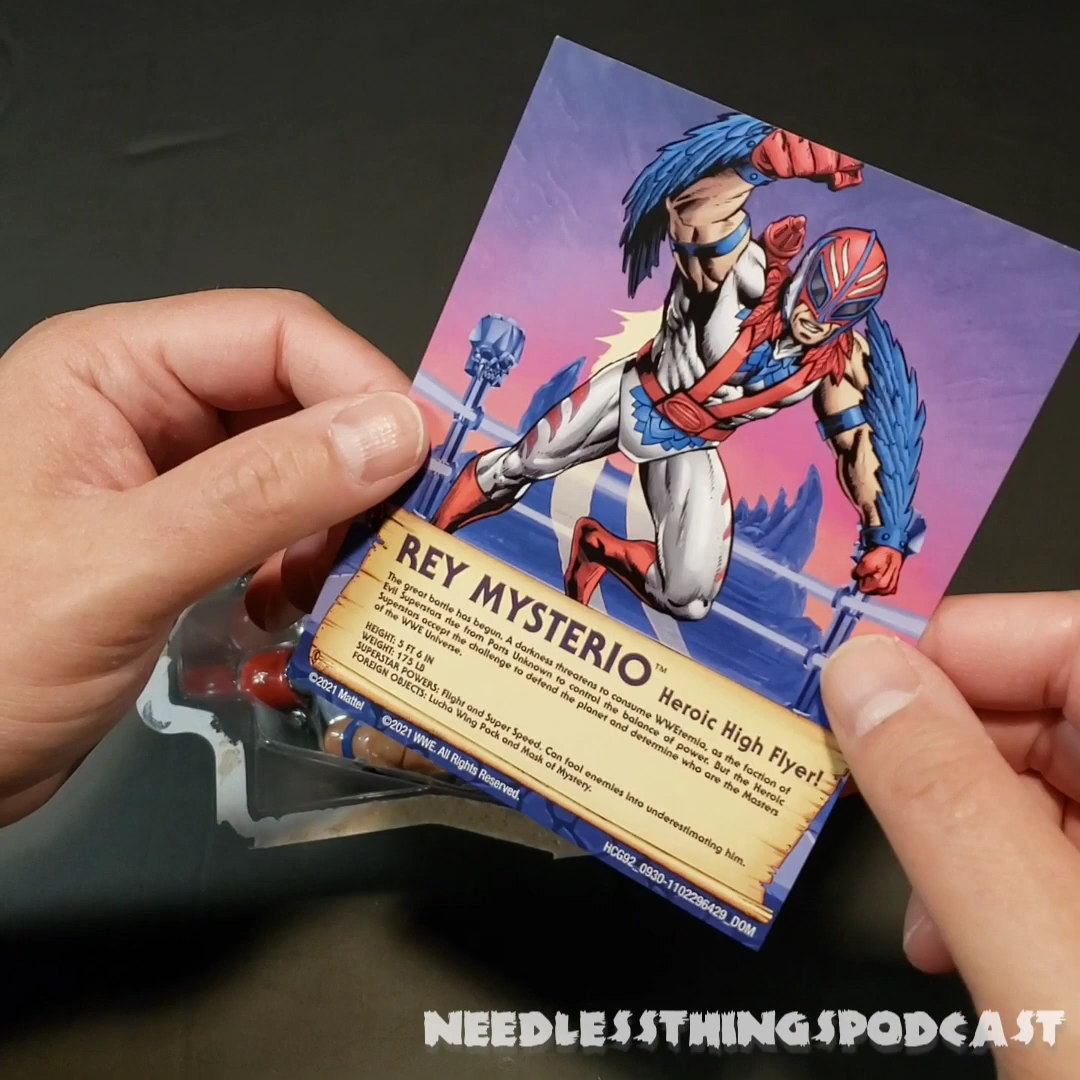 REY MYSTERIO™ Heroic High Flyer!
The great battle has begun. A darkness threatens to consume WWEternia, as the faction of
Evil Superstars rise from Parts Unknown to control the balance of power. But the Heroic
Superstars accept the challenge to defend the planet and determine who are the Masters
of the WWE Universe.
HEIGHT: 5 FT 6 IN
WEIGHT: 175 LB
SUPERSTAR POWERS: Flight and Super Speed. Can fool enemies into underestimating him.
FOREIGN OBJECTS: Lucha Wing Pack and Mask of Mystery.
©2021 Mattel
©2021 WWE. All Rights Reserved.
HCG92_0930-1102296429_DOM
NEEDLESSTHINGSPODCAST